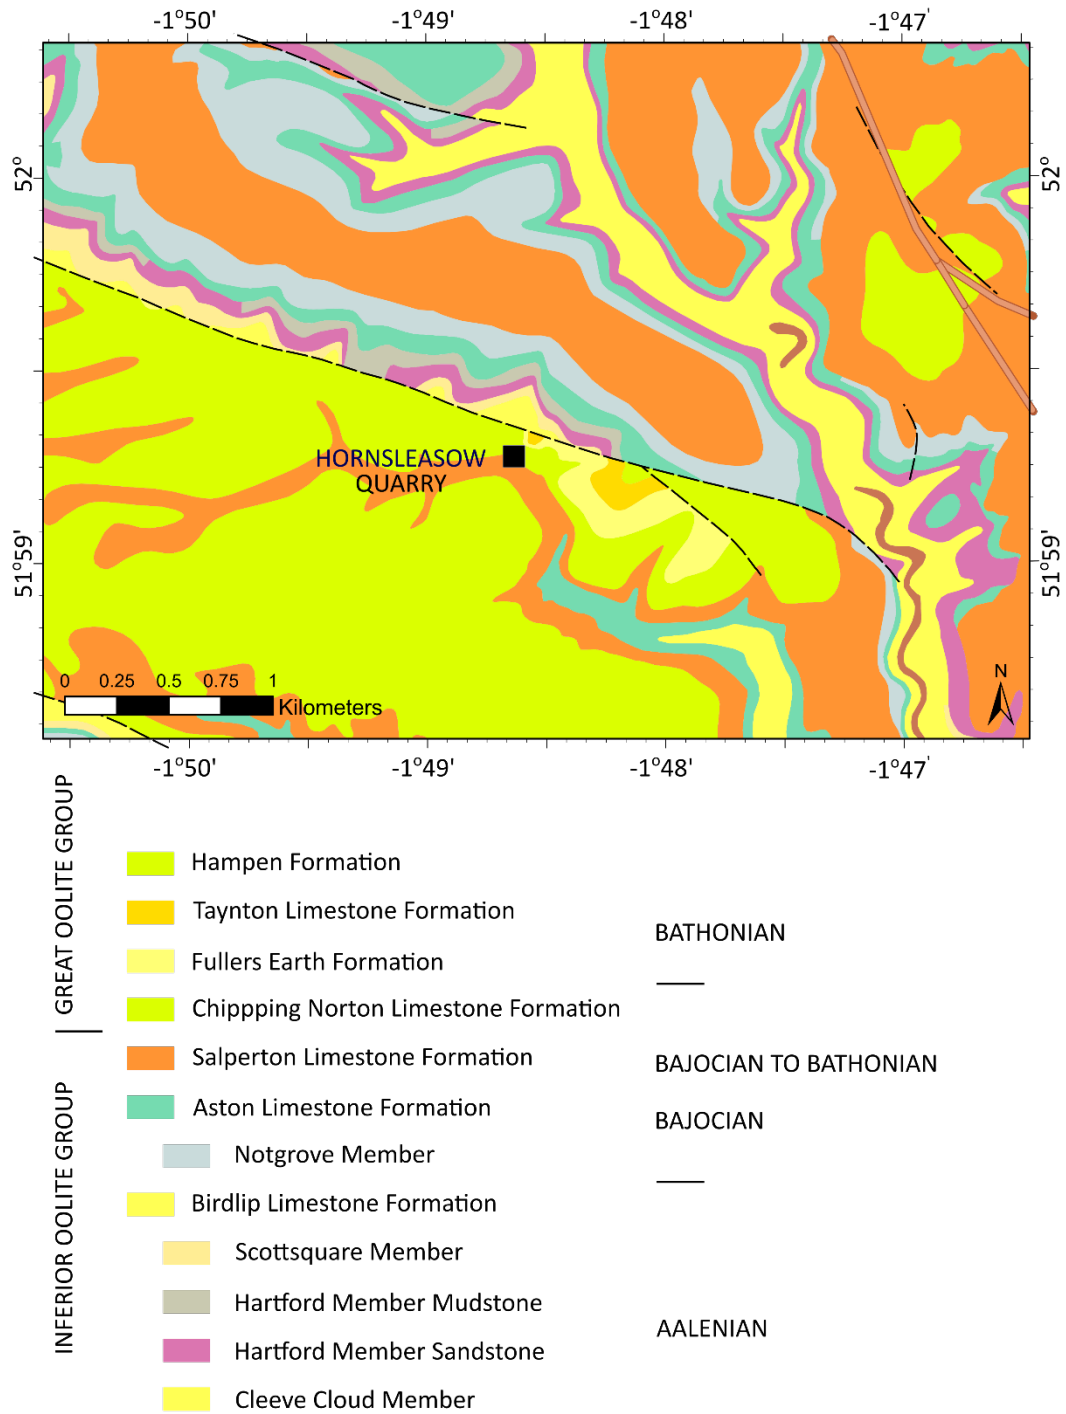 -1°50' -1°49' -1°48' -1°47'
52° 52°
HORNSLEASOW
QUARRY
51°59' 51°59'
0 0.25 0.5 0.75 1
Kilometers
N
-1°50' -1°49' -1°48' -1°47'
GREAT OOLITE GROUP
Hampen Formation
Taynton Limestone Formation
BATHONIAN
Fullers Earth Formation
Chippping Norton Limestone Formation
INFERIOR OOLITE GROUP
Salperton Limestone Formation
BAJOCIAN TO BATHONIAN
Aston Limestone Formation
BAJOCIAN
Notgrove Member
Birdlip Limestone Formation
Scottsquare Member
Hartford Member Mudstone
AALENIAN
Hartford Member Sandstone
Cleeve Cloud Member